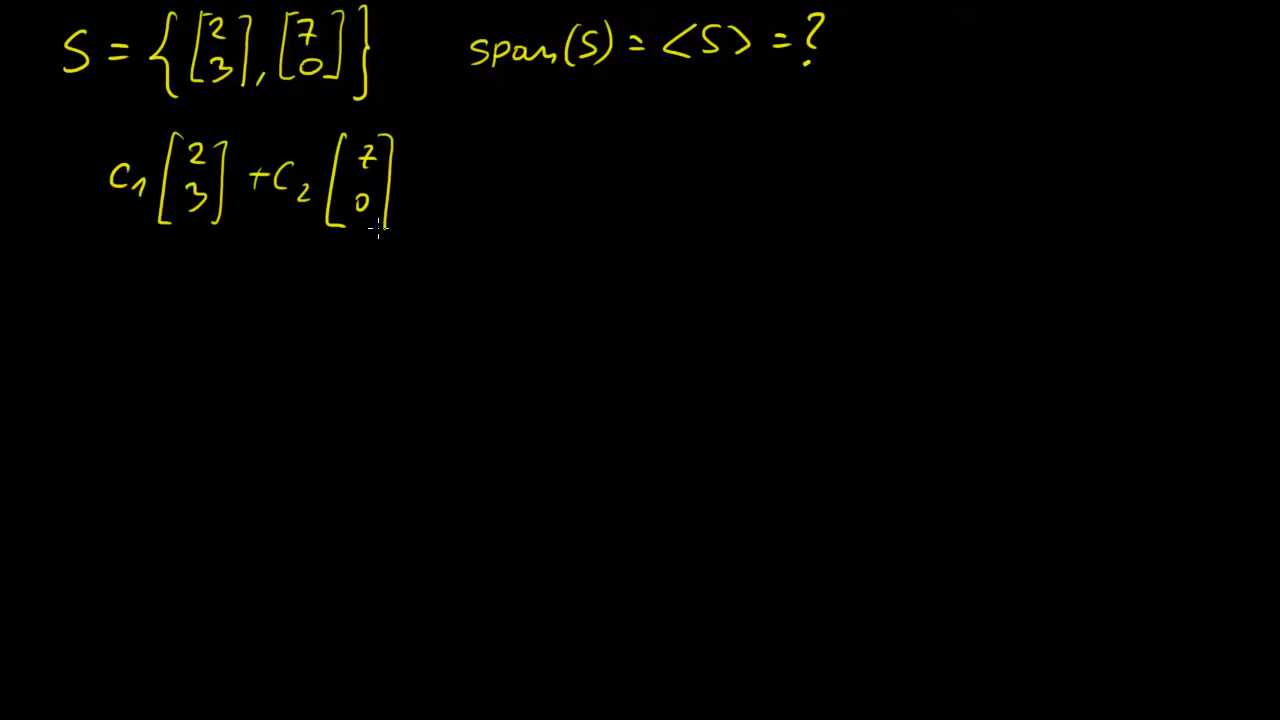 S = { [2 3], [7 0] } span(S) = <S> = ?
c1 [2 3] + c2 [7 0]